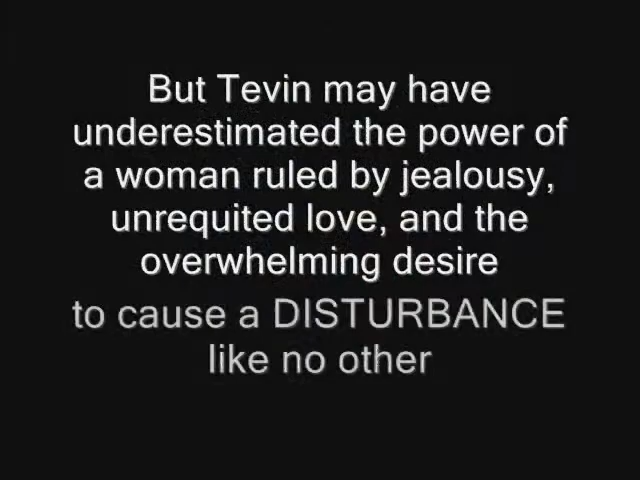 But Tevin may have
underestimated the power of
a woman ruled by jealousy,
unrequited love, and the
overwhelming desire
to cause a DISTURBANCE
like no other